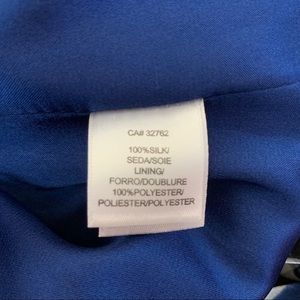 CA# 32762
100%SILK/
SEDA/SOIE
LINING/
FORRO/DOUBLURE
100%POLYESTER/
POLIESTER/POLYESTER